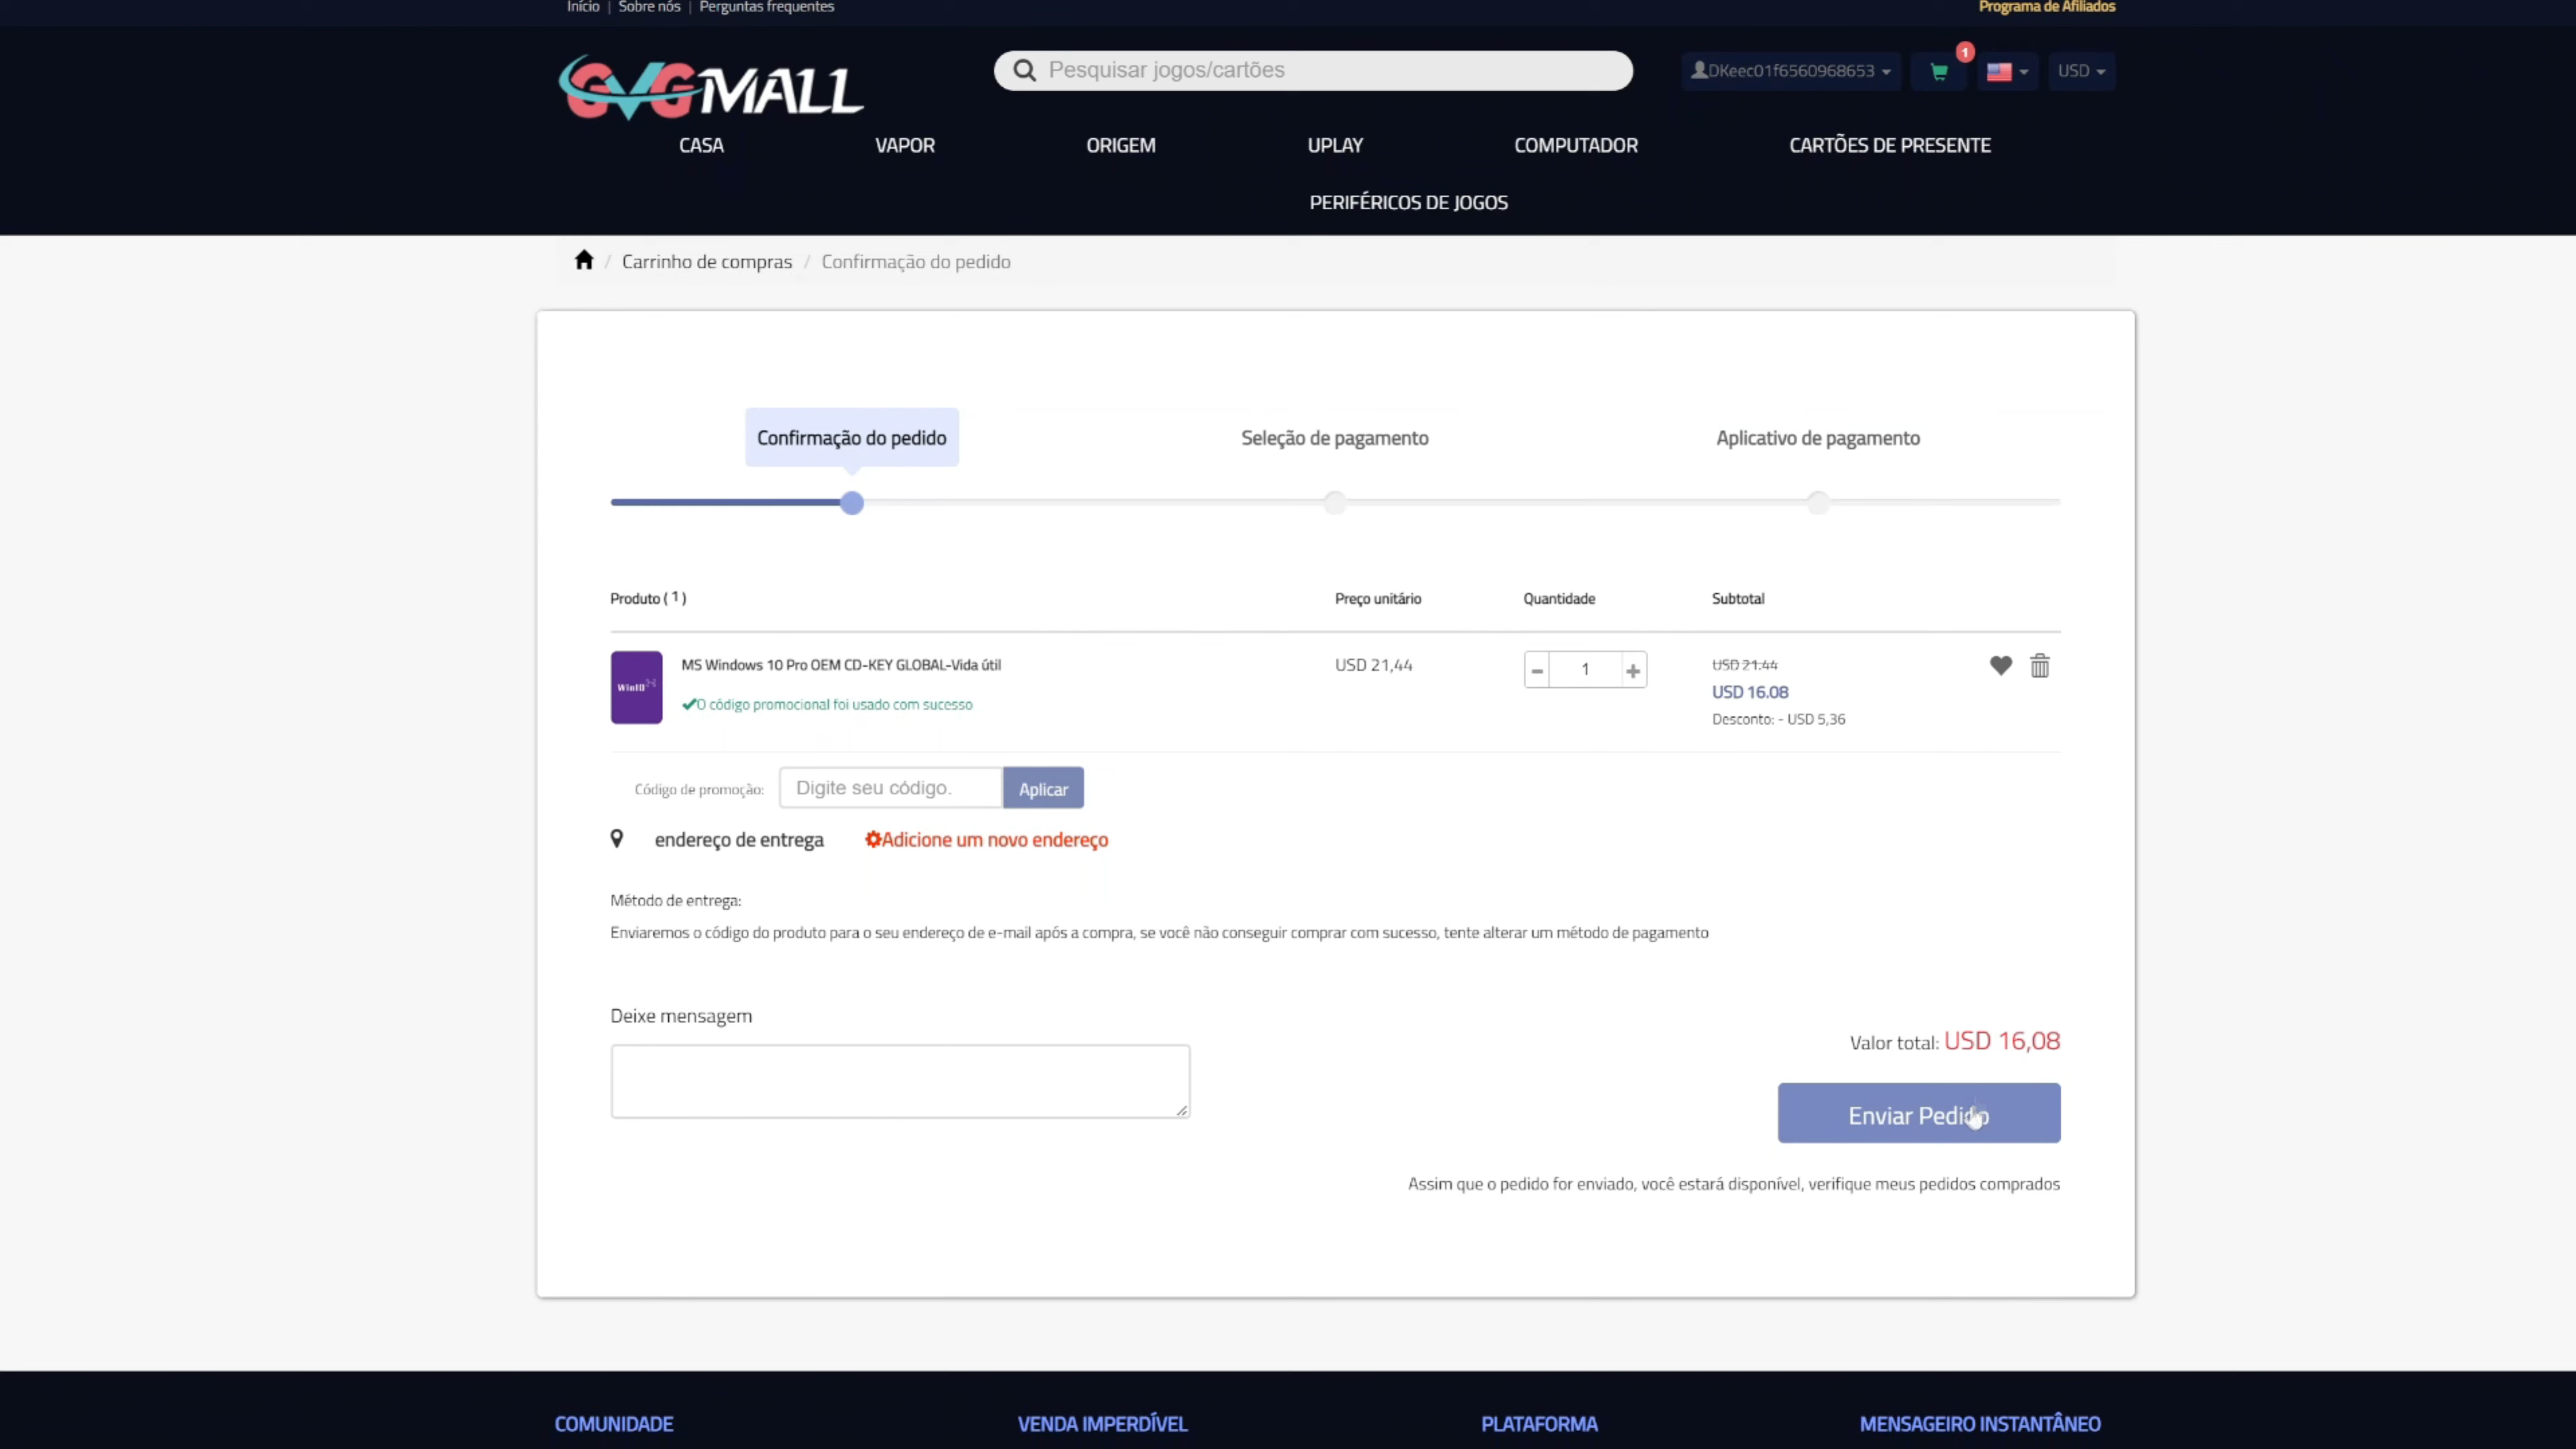 Início | Sobre nós | Perguntas frequentes
Programa de Afiliados
GVGMALL
Pesquisar jogos/cartões
DKeec01f6560968653
1
USD
CASA
VAPOR
ORIGEM
UPLAY
COMPUTADOR
CARTÕES DE PRESENTE
PERIFÉRICOS DE JOGOS
/ Carrinho de compras / Confirmação do pedido
Confirmação do pedido
Seleção de pagamento
Aplicativo de pagamento
Produto ( 1 )
Preço unitário
Quantidade
Subtotal
Win10
MS Windows 10 Pro OEM CD-KEY GLOBAL-Vida útil
USD 21,44
1
USD 21.44
USD 16.08
Desconto: - USD 5,36
O código promocional foi usado com sucesso
Código de promoção:
Digite seu código.
Aplicar
endereço de entrega
Adicione um novo endereço
Método de entrega:
Enviaremos o código do produto para o seu endereço de e-mail após a compra, se você não conseguir comprar com sucesso, tente alterar um método de pagamento
Deixe mensagem
Valor total: USD 16,08
Enviar Pedido
Assim que o pedido for enviado, você estará disponível, verifique meus pedidos comprados
COMUNIDADE
VENDA IMPERDÍVEL
PLATAFORMA
MENSAGEIRO INSTANTÂNEO